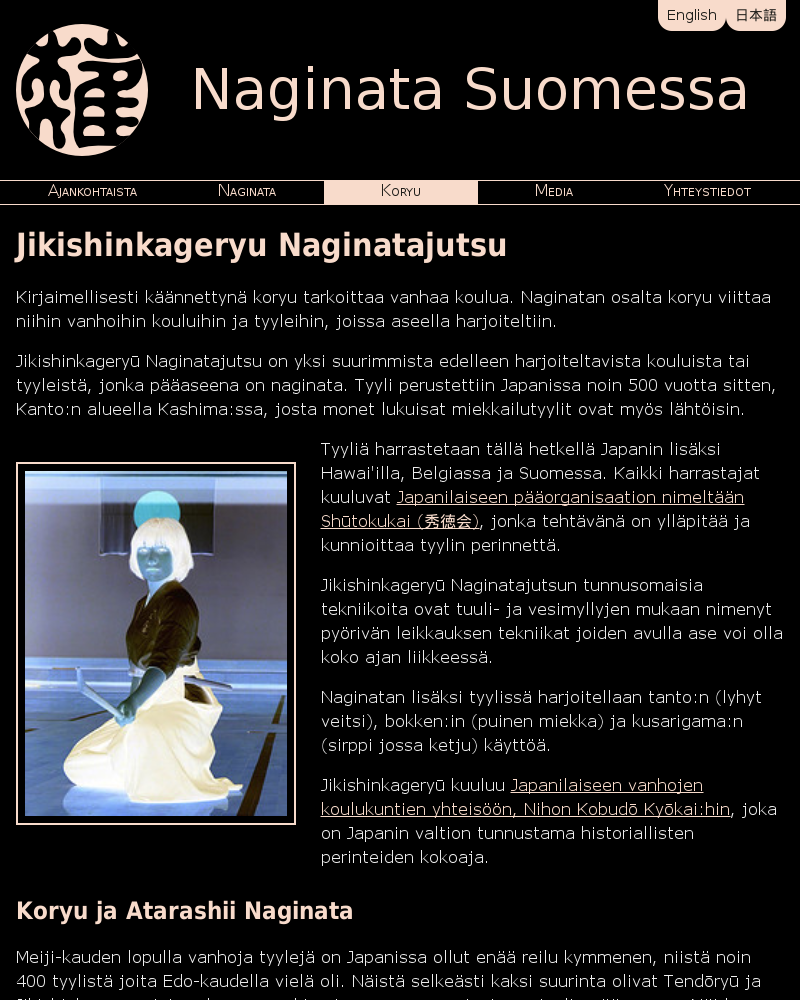 English 日本語
Naginata Suomessa
Ajankohtaista Naginata Koryu Media Yhteystiedot
Jikishinkageryu Naginatajutsu
Kirjaimellisesti käännettynä koryu tarkoittaa vanhaa koulua. Naginatan osalta koryu viittaa
niihin vanhoihin kouluihin ja tyyleihin, joissa aseella harjoiteltiin.
Jikishinkageryū Naginatajutsu on yksi suurimmista edelleen harjoiteltavista kouluista tai
tyyleistä, jonka pääaseena on naginata. Tyyli perustettiin Japanissa noin 500 vuotta sitten,
Kanto:n alueella Kashima:ssa, josta monet lukuisat miekkailutyylit ovat myös lähtöisin.
Tyyliä harrastetaan tällä hetkellä Japanin lisäksi
Hawai'illa, Belgiassa ja Suomessa. Kaikki harrastajat
kuuluvat Japanilaiseen pääorganisaation nimeltään
Shūtokukai (秀徳会), jonka tehtävänä on ylläpitää ja
kunnioittaa tyylin perinnettä.
Jikishinkageryū Naginatajutsun tunnusomaisia
tekniikoita ovat tuuli- ja vesimyllyjen mukaan nimenyt
pyörivän leikkauksen tekniikat joiden avulla ase voi olla
koko ajan liikkeessä.
Naginatan lisäksi tyylissä harjoitellaan tanto:n (lyhyt
veitsi), bokken:in (puinen miekka) ja kusarigama:n
(sirppi jossa ketju) käyttöä.
Jikishinkageryū kuuluu Japanilaiseen vanhojen
koulukuntien yhteisöön, Nihon Kobudō Kyōkai:hin, joka
on Japanin valtion tunnustama historiallisten
perinteiden kokoaja.
Koryu ja Atarashii Naginata
Meiji-kauden lopulla vanhoja tyylejä on Japanissa ollut enää reilu kymmenen, niistä noin
400 tyylistä joita Edo-kaudella vielä oli. Näistä selkeästi kaksi suurinta olivat Tendōryū ja